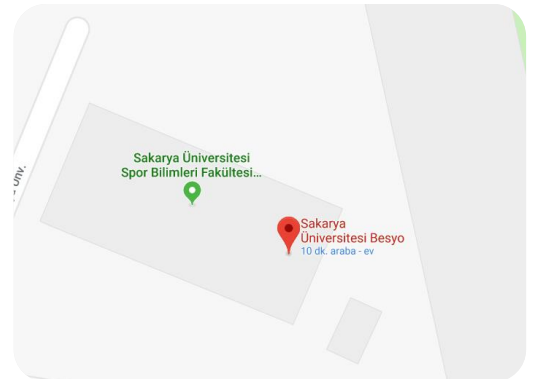 Sakarya Üniversitesi
Spor Bilimleri Fakültesi...
Sakarya
Üniversitesi Besyo
10 dk. araba - ev